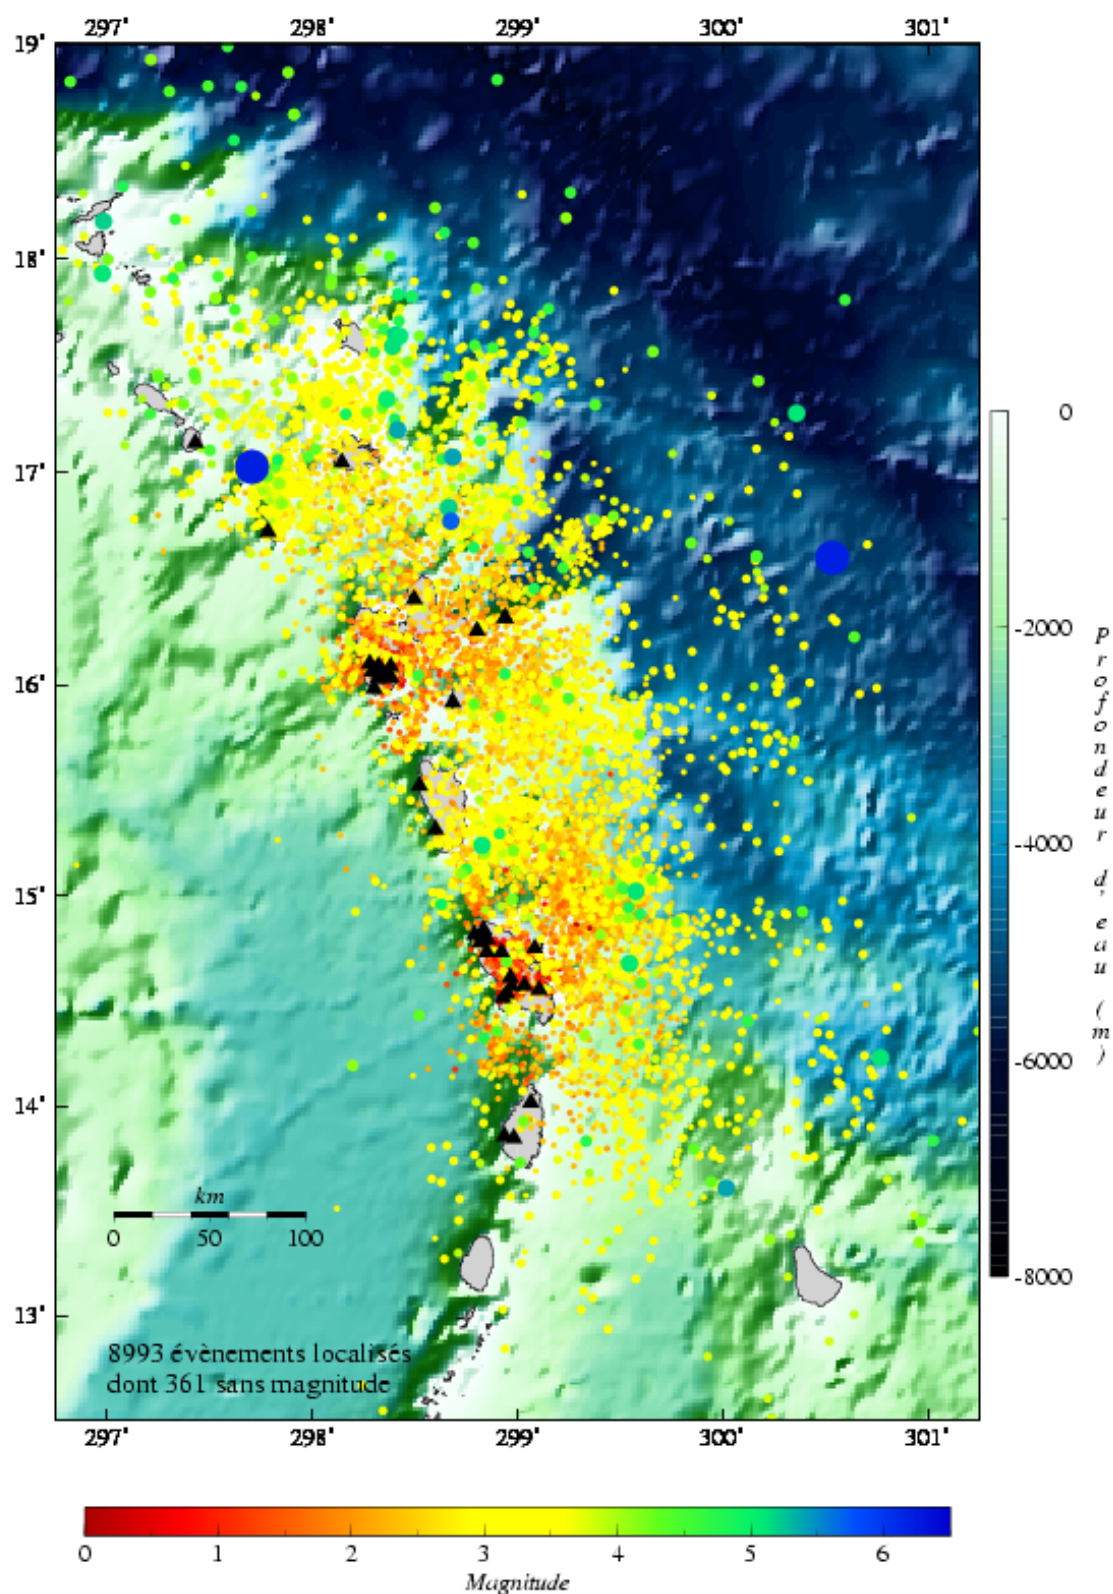 297° 298° 299° 300° 301°
19°
18°
17°
16°
15°
14°
13°
0
-2000
-4000
-6000
-8000
Profondeur d'eau (m)
km
0 50 100
8993 évènements localisés
dont 361 sans magnitude
297° 298° 299° 300° 301°
0 1 2 3 4 5 6
Magnitude